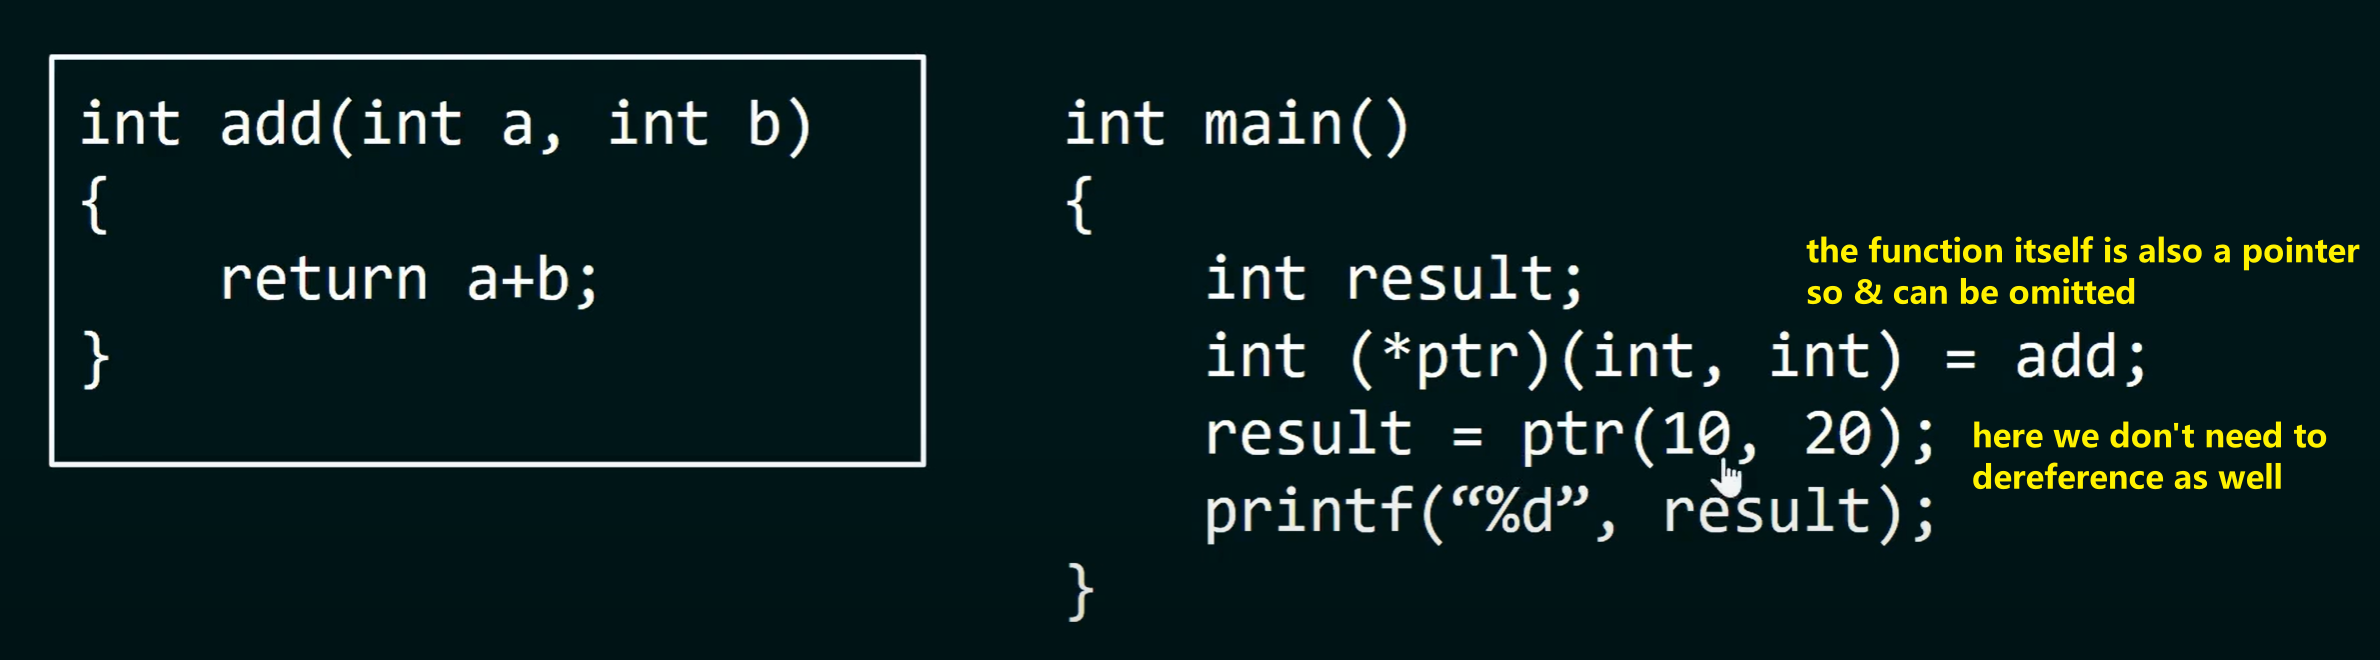 int add(int a, int b)
{
    return a+b;
}
int main()
{
    int result;
the function itself is also a pointer
so & can be omitted
    int (*ptr)(int, int) = add;
    result = ptr(10, 20);
here we don't need to
dereference as well
    printf(“%d”, result);
}